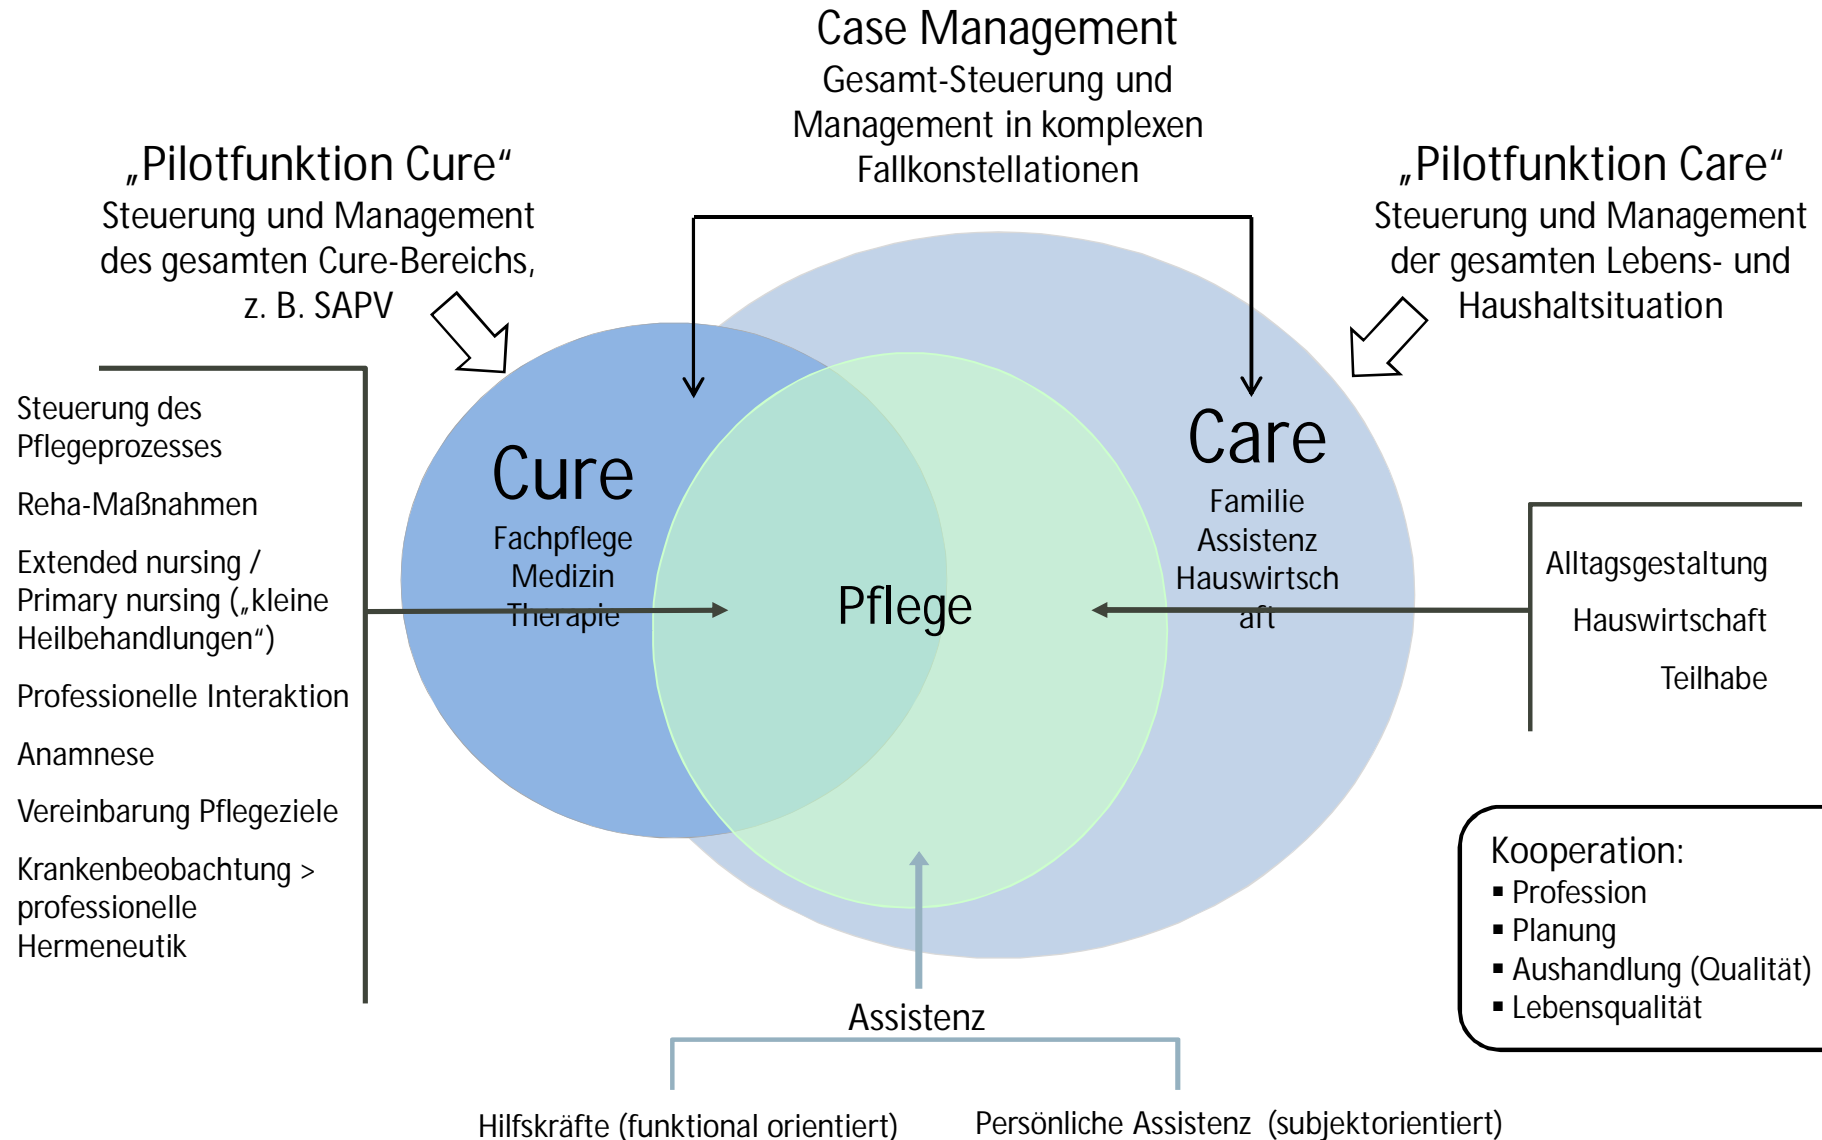 Case Management
Gesamt-Steuerung und
Management in komplexen
Fallkonstellationen
„Pilotfunktion Cure“
Steuerung und Management
des gesamten Cure-Bereichs,
z. B. SAPV
„Pilotfunktion Care“
Steuerung und Management
der gesamten Lebens- und
Haushaltsituation
Steuerung des
Pflegeprozesses
Reha-Maßnahmen
Extended nursing /
Primary nursing („kleine
Heilbehandlungen“)
Professionelle Interaktion
Anamnese
Vereinbarung Pflegeziele
Krankenbeobachtung >
professionelle
Hermeneutik
Cure
Fachpflege
Medizin
Therapie
Pflege
Care
Familie
Assistenz
Hauswirtsch
aft
Alltagsgestaltung
Hauswirtschaft
Teilhabe
Kooperation:
▪ Profession
▪ Planung
▪ Aushandlung (Qualität)
▪ Lebensqualität
Assistenz
Hilfskräfte (funktional orientiert)
Persönliche Assistenz (subjektorientiert)